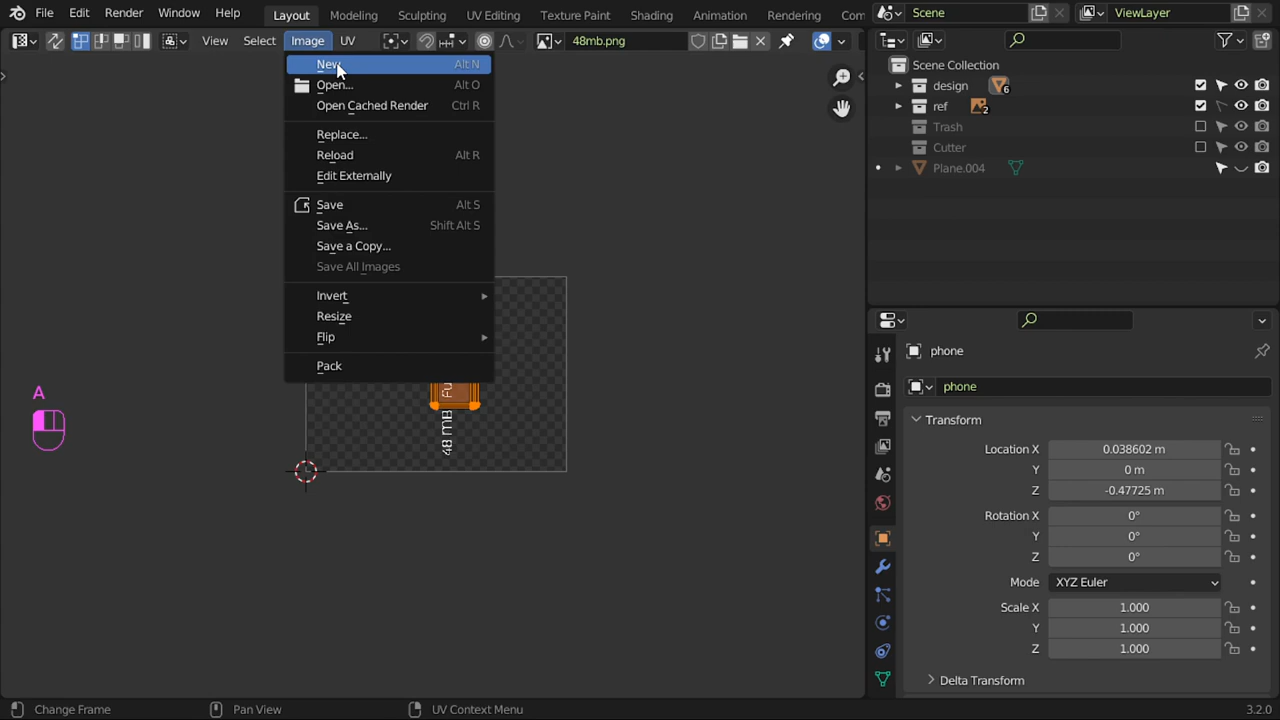 File Edit Render Window Help Layout Modeling Sculpting UV Editing Texture Paint Shading Animation Rendering Com Scene ViewLayer
View Select Image UV 48mb.png
New Alt N
Open... Alt O
Open Cached Render Ctrl R
Replace...
Reload Alt R
Edit Externally
Save Alt S
Save As... Shift Alt S
Save a Copy...
Save All Images
Invert
Resize
Flip
Pack
48 MB
A
Scene Collection
design 6
ref 2
Trash
Cutter
Plane.004
phone
phone
Transform
Location X 0.038602 m
Y 0 m
Z -0.47725 m
Rotation X 0°
Y 0°
Z 0°
Mode XYZ Euler
Scale X 1.000
Y 1.000
Z 1.000
Delta Transform
Change Frame Pan View UV Context Menu 3.2.0